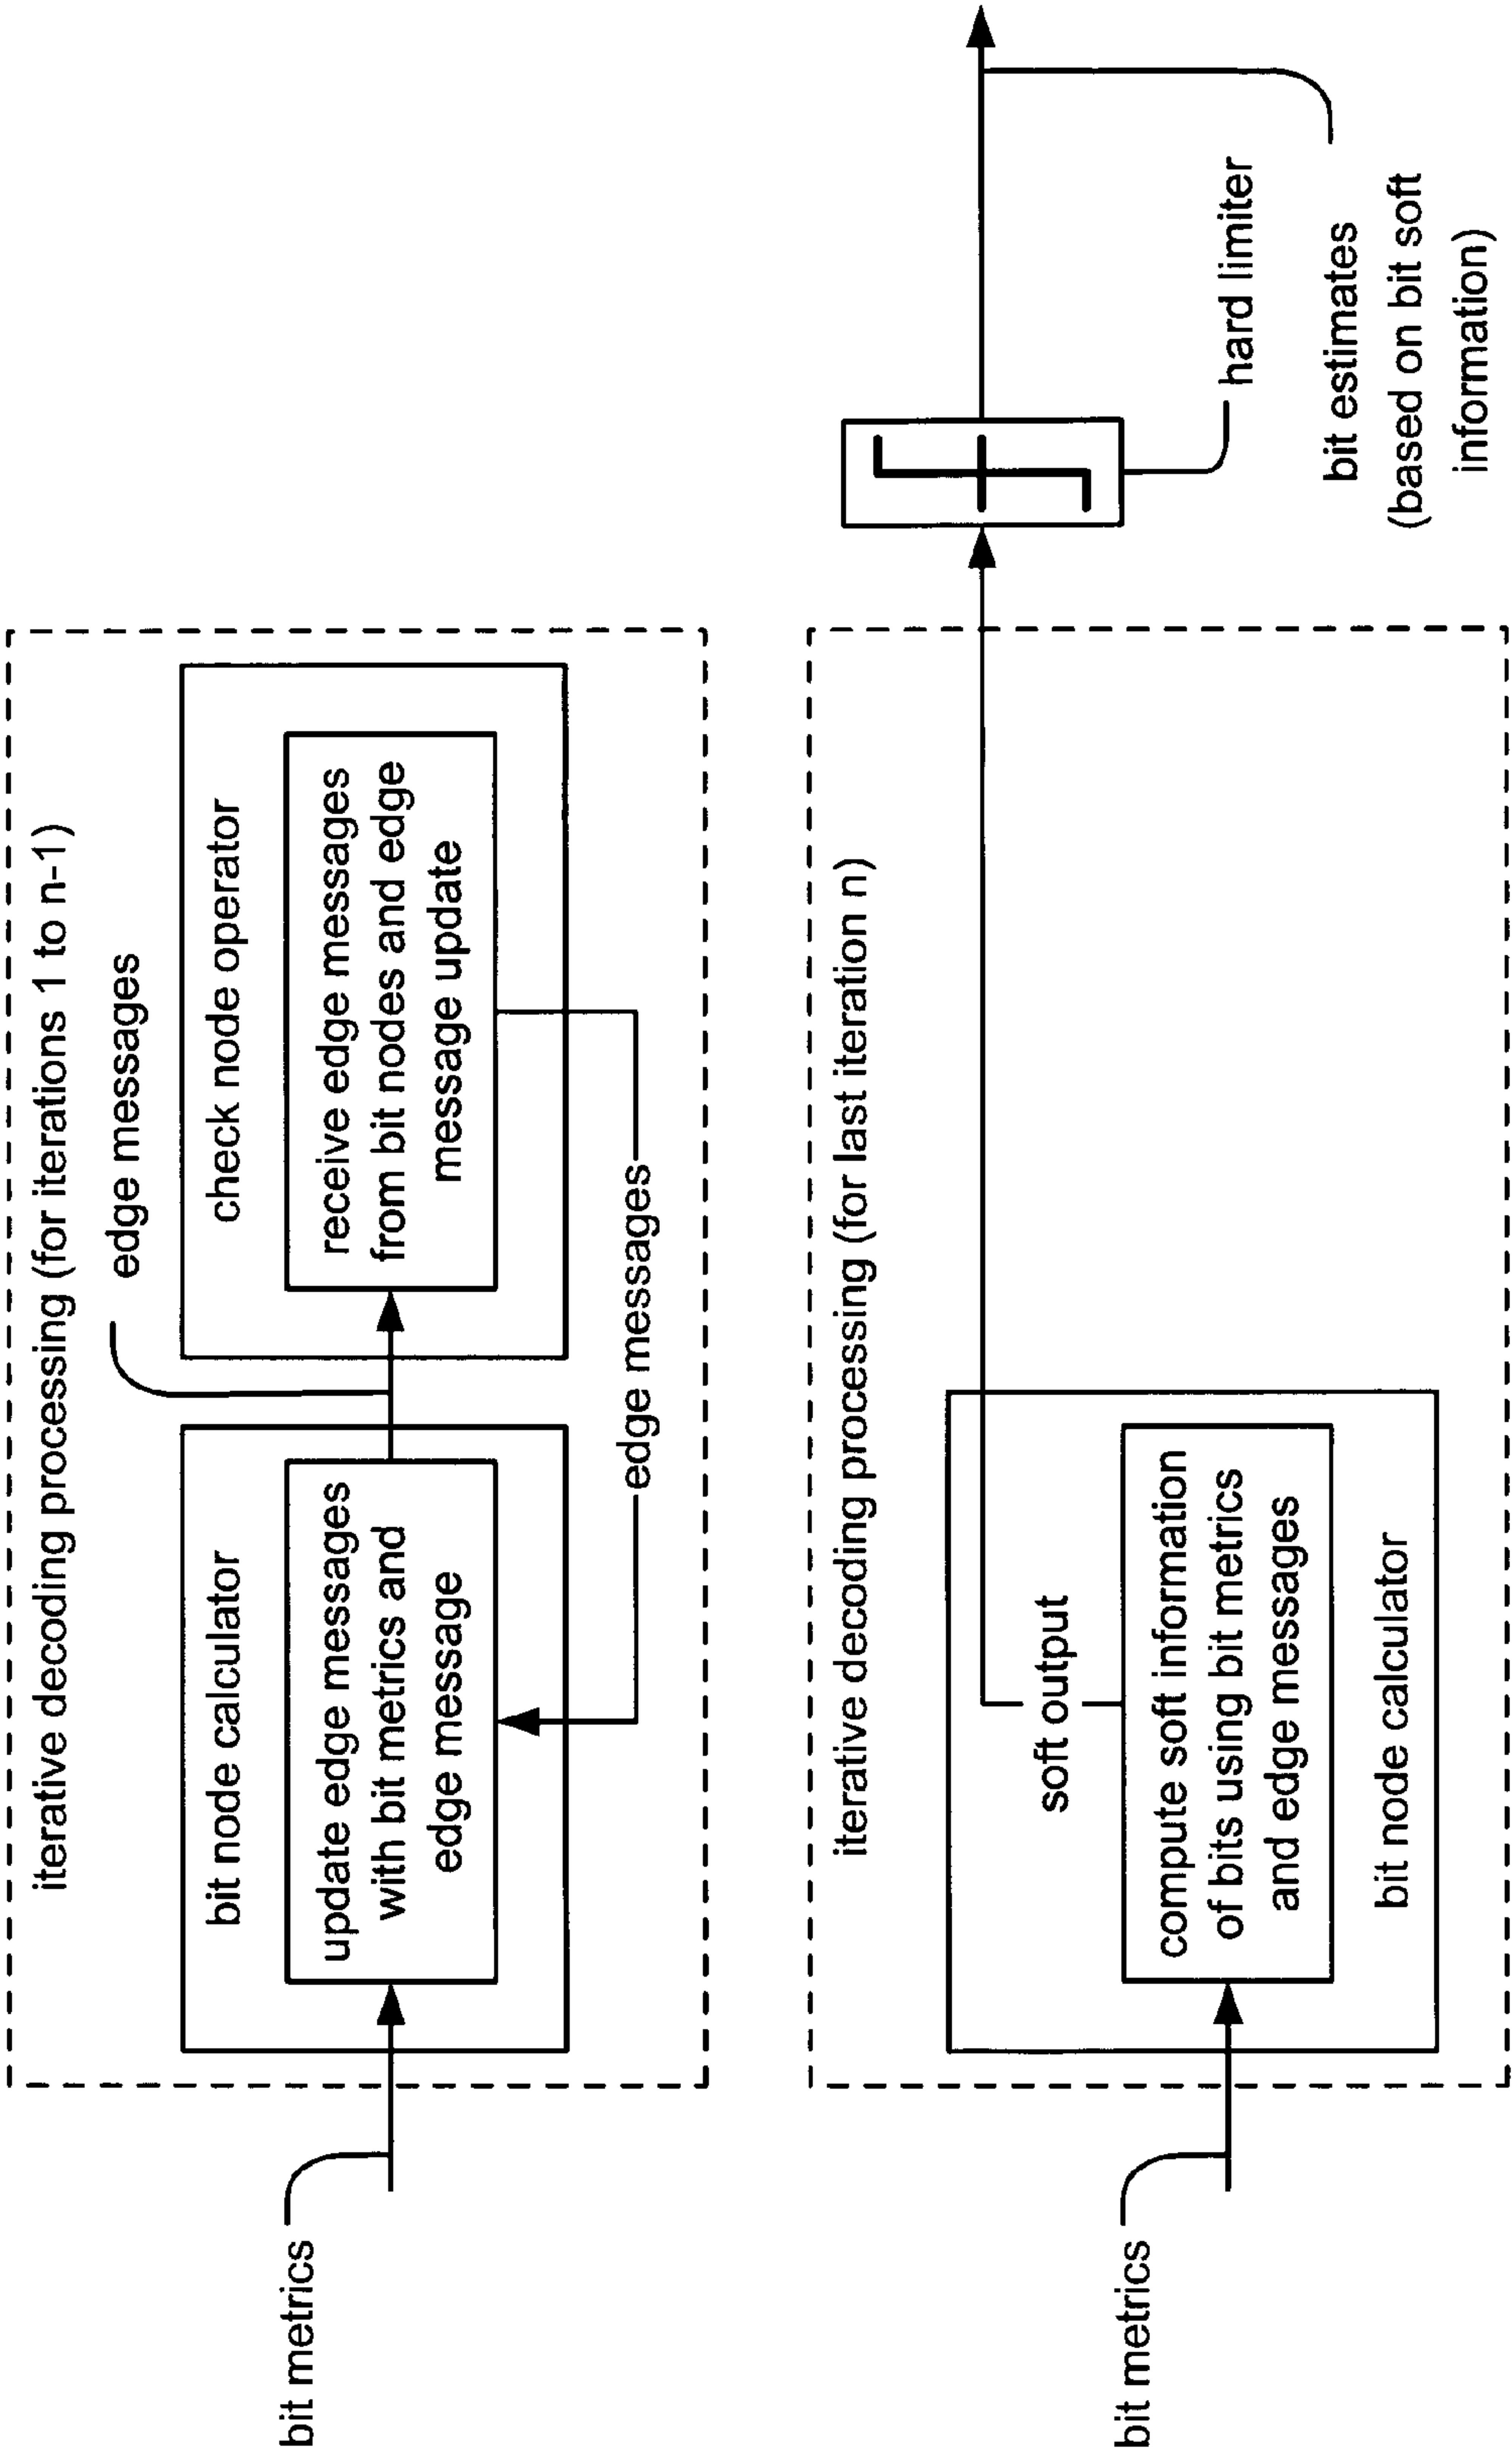 iterative decoding processing (for iterations 1 to n-1)
edge messages
bit metrics
bit node calculator
update edge messages
with bit metrics and
edge message
check node operator
receive edge messages
from bit nodes and edge
message update
edge messages
iterative decoding processing (for last iteration n)
bit metrics
soft output
compute soft information
of bits using bit metrics
and edge messages
bit node calculator
hard limiter
bit estimates
(based on bit soft
information)